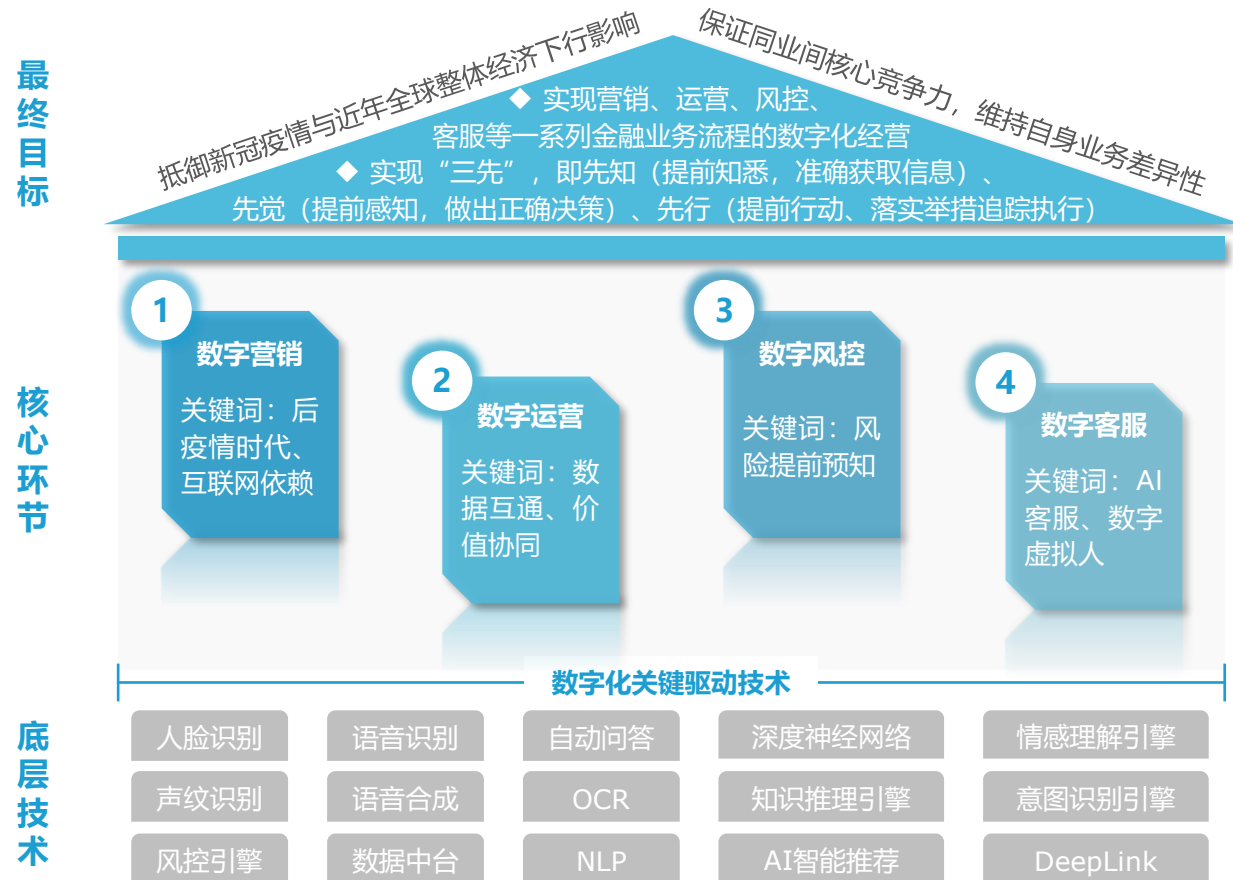 最终目标
抵御新冠疫情与近年全球整体经济下行影响
保证同业间核心竞争力，维持自身业务差异性
◆ 实现营销、运营、风控、
客服等一系列金融业务流程的数字化经营
◆ 实现“三先”，即先知（提前知悉，准确获取信息）、
先觉（提前感知，做出正确决策）、先行（提前行动、落实举措追踪执行）
核心环节
1
数字营销
关键词：后
疫情时代、
互联网依赖
2
数字运营
关键词：数
据互通、价
值协同
3
数字风控
关键词：风
险提前预知
4
数字客服
关键词：AI
客服、数字
虚拟人
数字化关键驱动技术
底层技术
人脸识别
语音识别
自动问答
深度神经网络
情感理解引擎
声纹识别
语音合成
OCR
知识推理引擎
意图识别引擎
风控引擎
数据中台
NLP
AI智能推荐
DeepLink